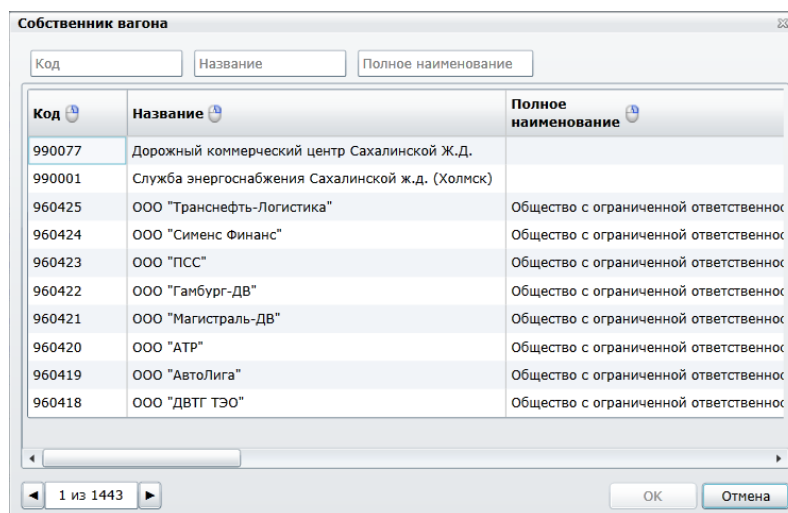 Собственник вагона
Код Название Полное наименование
Код Название Полное наименование
990077 Дорожный коммерческий центр Сахалинской Ж.Д.
990001 Служба энергоснабжения Сахалинской ж.д. (Холмск)
960425 ООО "Транснефть-Логистика" Общество с ограниченной ответственнос
960424 ООО "Сименс Финанс" Общество с ограниченной ответственнос
960423 ООО "ПСС" Общество с ограниченной ответственнос
960422 ООО "Гамбург-ДВ" Общество с ограниченной ответственнос
960421 ООО "Магистраль-ДВ" Общество с ограниченной ответственнос
960420 ООО "АТР" Общество с ограниченной ответственнос
960419 ООО "АвтоЛига" Общество с ограниченной ответственнос
960418 ООО "ДВТГ ТЭО" Общество с ограниченной ответственнос
1 из 1443 OK Отмена